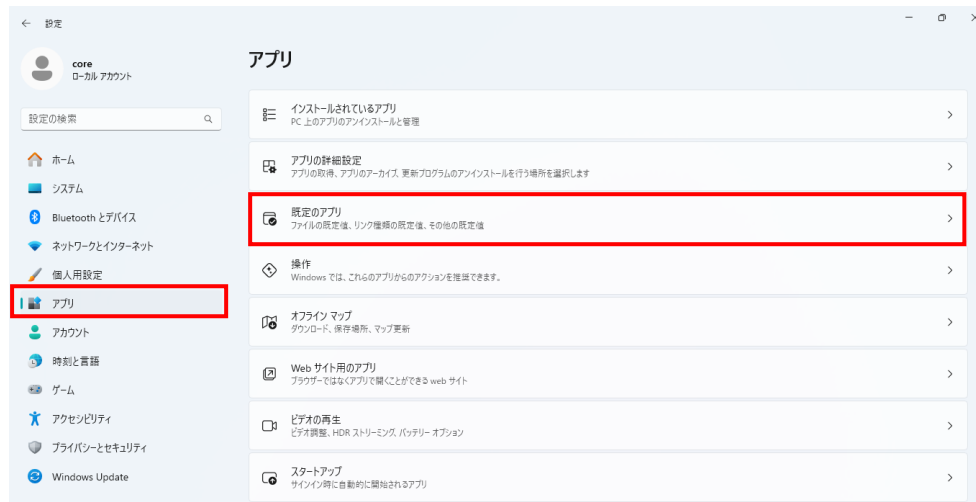 設定
core
ローカル アカウント
設定の検索
ホーム
システム
Bluetooth とデバイス
ネットワークとインターネット
個人用設定
アプリ
アカウント
時刻と言語
ゲーム
アクセシビリティ
プライバシーとセキュリティ
Windows Update
アプリ
インストールされているアプリ
PC 上のアプリのアンインストールと管理
アプリの詳細設定
アプリの取得、アプリのアーカイブ、更新プログラムのアンインストールを行う場所を選択します
既定のアプリ
ファイルの既定値、リンク種類の既定値、その他の既定値
操作
Windows では、これらのアプリからのアクションを推奨できます。
オフライン マップ
ダウンロード、保存場所、マップ更新
Web サイト用のアプリ
ブラウザーではなくアプリで開くことができる web サイト
ビデオの再生
ビデオ調整、HDR ストリーミング、バッテリー オプション
スタートアップ
サインイン時に自動的に開始されるアプリ